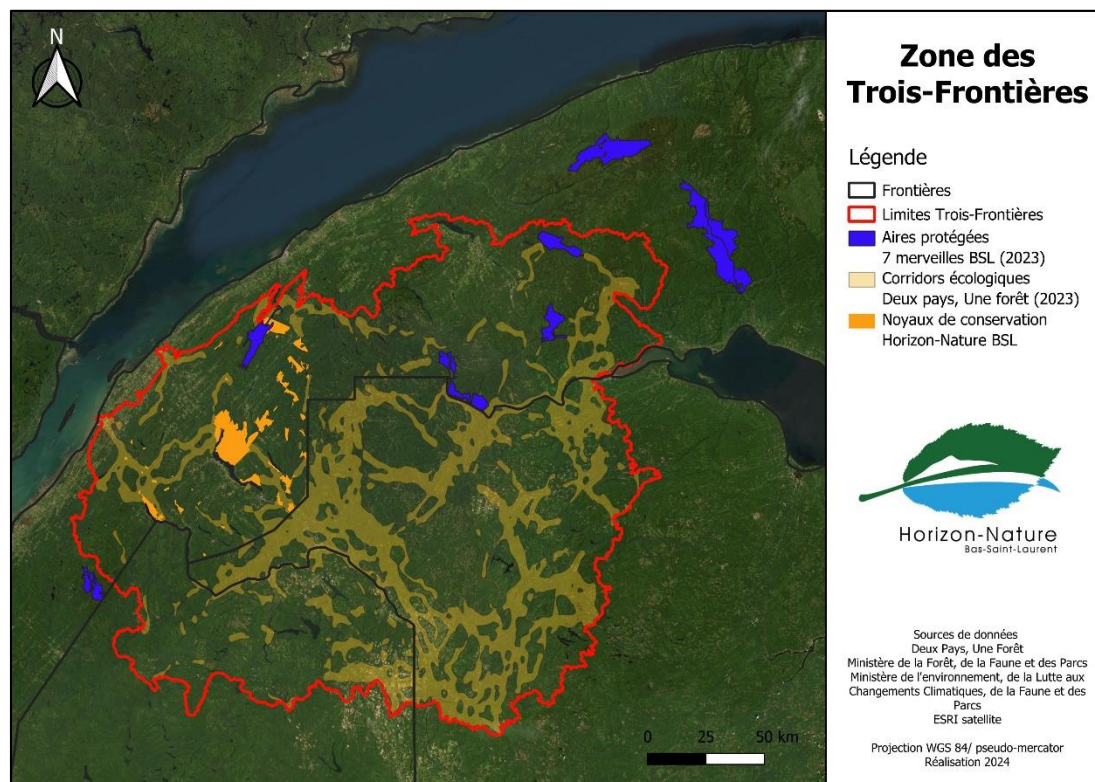 N
0 25 50 km
Zone des
Trois-Frontières
Légende
Frontières
Limites Trois-Frontières
Aires protégées
7 merveilles BSL (2023)
Corridors écologiques
Deux pays, Une forêt (2023)
Noyaux de conservation
Horizon-Nature BSL
Horizon-Nature
Bas-Saint-Laurent
Sources de données
Deux Pays, Une Forêt
Ministère de la Forêt, de la Faune et des Parcs
Ministère de l'environnement, de la Lutte aux
Changements Climatiques, de la Faune et des
Parcs
ESRI satellite
Projection WGS 84/ pseudo-mercator
Réalisation 2024